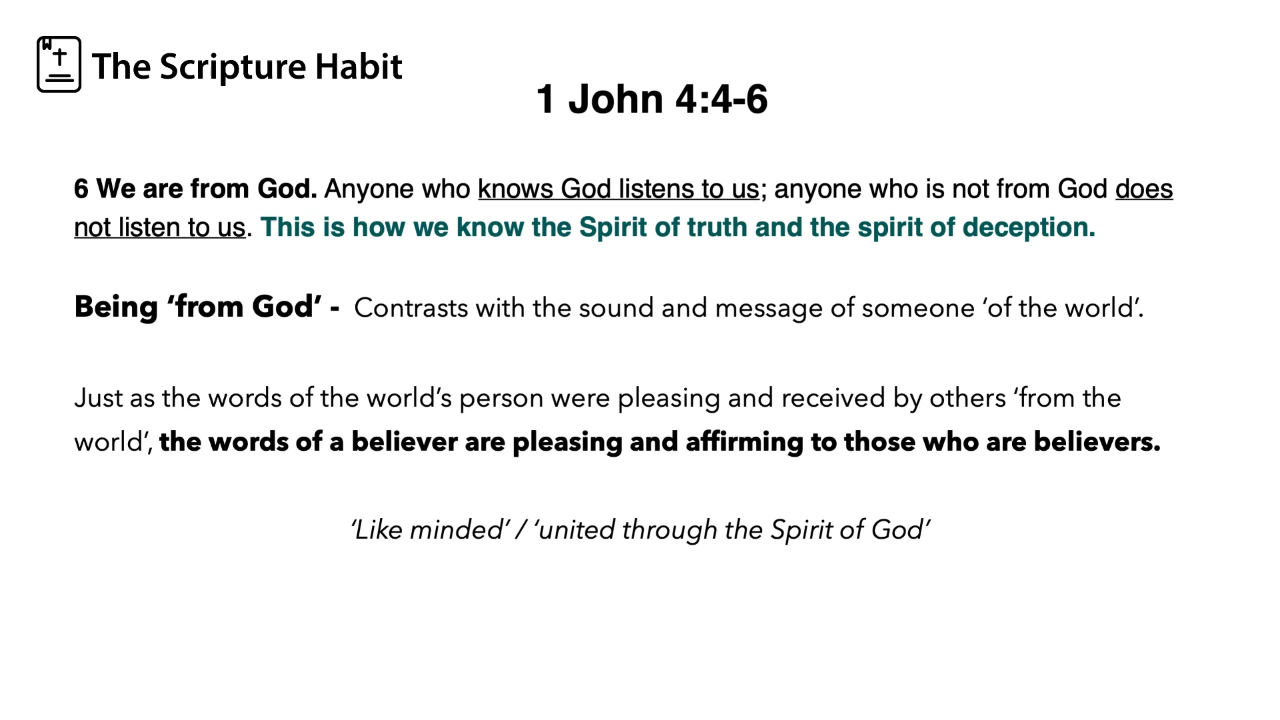 The Scripture Habit
1 John 4:4-6
6 We are from God. Anyone who knows God listens to us; anyone who is not from God does
not listen to us. This is how we know the Spirit of truth and the spirit of deception.
Being ‘from God’ - Contrasts with the sound and message of someone ‘of the world’.
Just as the words of the world’s person were pleasing and received by others ‘from the
world’, the words of a believer are pleasing and affirming to those who are believers.
‘Like minded’ / ‘united through the Spirit of God’